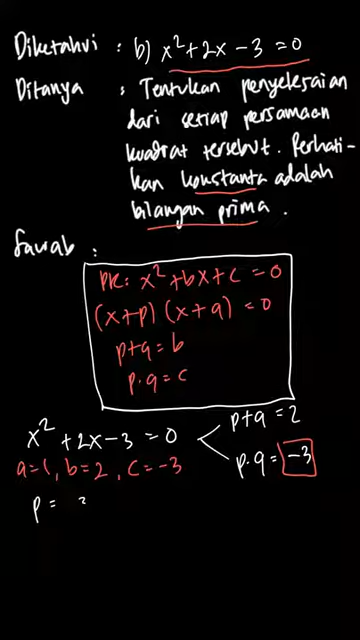 Diketahui : b) x² + 2x - 3 = 0
Ditanya : Tentukan penyelesaian
dari setiap persamaan
kuadrat tersebut. Perhati-
kan konstanta adalah
bilangan prima.
Jawab :
PK: x² + bx + c = 0
(x+p) (x+q) = 0
p+q = b
p.q = c
x² + 2x - 3 = 0
p+q = 2
p.q = -3
a=1, b=2, c=-3
p =